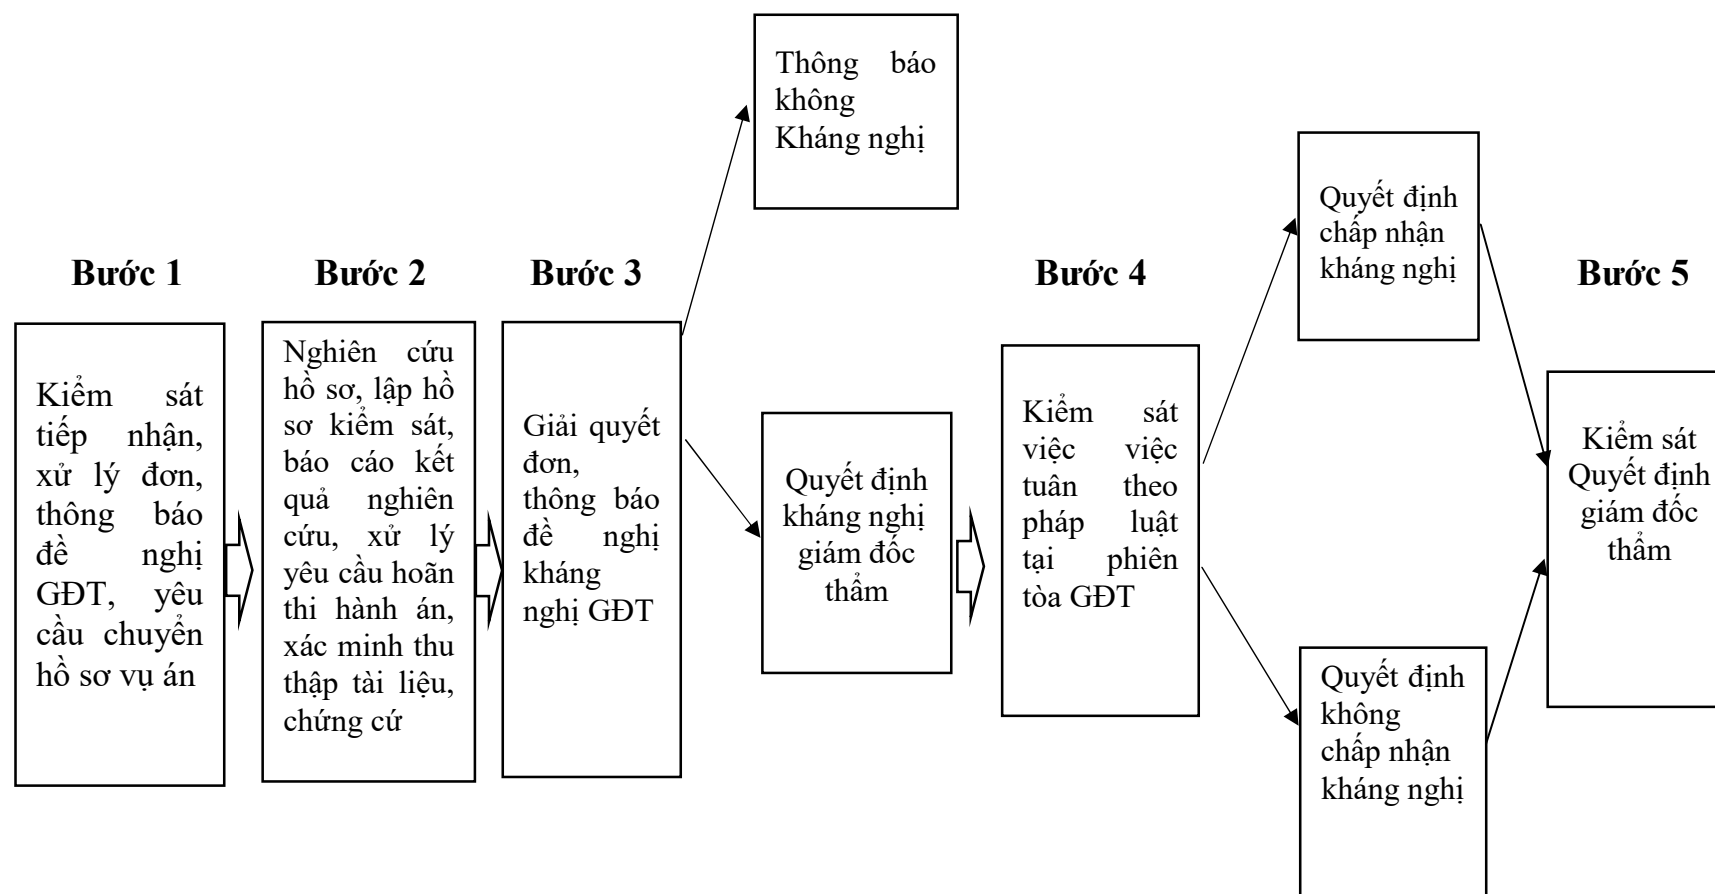 Thông báo
không
Kháng nghị
Quyết định
chấp nhận
kháng nghị
Bước 1
Bước 2
Bước 3
Bước 4
Bước 5
Kiểm sát
tiếp nhận,
xử lý đơn,
thông báo
đề nghị
GĐT, yêu
cầu chuyển
hồ sơ vụ án
Nghiên cứu
hồ sơ, lập hồ
sơ kiểm sát,
báo cáo kết
quả nghiên
cứu, xử lý
yêu cầu hoãn
thi hành án,
xác minh thu
thập tài liệu,
chứng cứ
Giải quyết
đơn,
thông báo
đề nghị
kháng
nghị GĐT
Quyết định
kháng nghị
giám đốc
thẩm
Kiểm sát
việc việc
tuân theo
pháp luật
tại phiên
tòa GĐT
Kiểm sát
Quyết định
giám đốc
thẩm
Quyết định
không
chấp nhận
kháng nghị